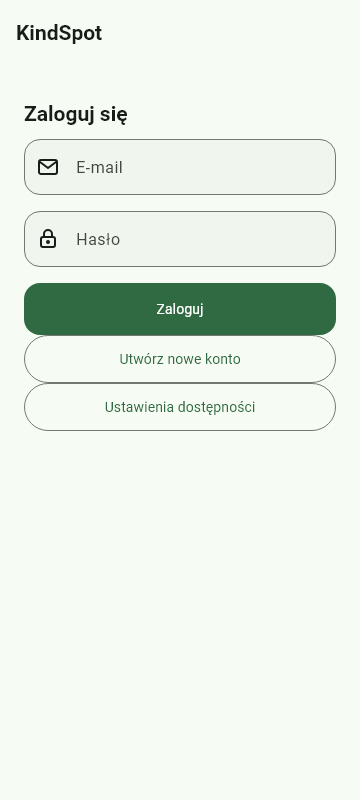 KindSpot
Zaloguj się
E-mail
Hasło
Zaloguj
Utwórz nowe konto
Ustawienia dostępności